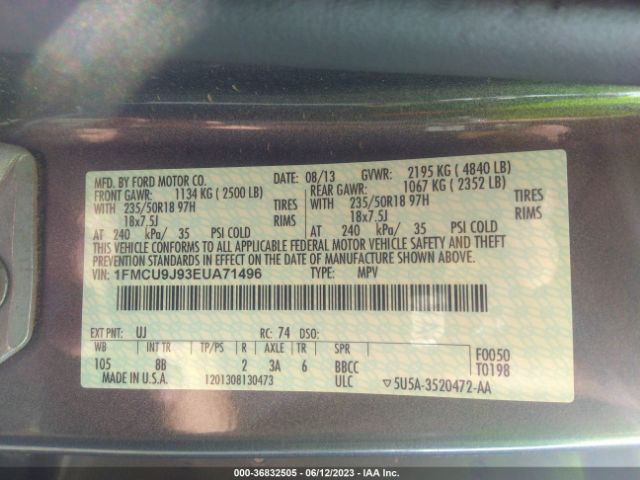 MFD. BY FORD MOTOR CO.
DATE: 08/13 GVWR: 2195 KG ( 4840 LB)
FRONT GAWR: 1134 KG ( 2500 LB) REAR GAWR: 1067 KG ( 2352 LB)
WITH 235/50R18 97H TIRES WITH 235/50R18 97H TIRES
18x7.5J RIMS 18x7.5J RIMS
AT 240 kPa/ 35 PSI COLD AT 240 kPa/ 35 PSI COLD
THIS VEHICLE CONFORMS TO ALL APPLICABLE FEDERAL MOTOR VEHICLE SAFETY AND THEFT
PREVENTION STANDARDS IN EFFECT ON THE DATE OF MANUFACTURE SHOWN ABOVE.
VIN: 1FMCU9J93EUA71496 TYPE: MPV
EXT PNT: UJ RC: 74 DSO:
WB INT TR TP/PS R AXLE TR SPR F0050
105 8B 2 3A 6 BBCC T0198
MADE IN U.S.A. 1201308130473 ULC 5U5A-3520472-AA
000-36832505 - 06/12/2023 - IAA Inc.